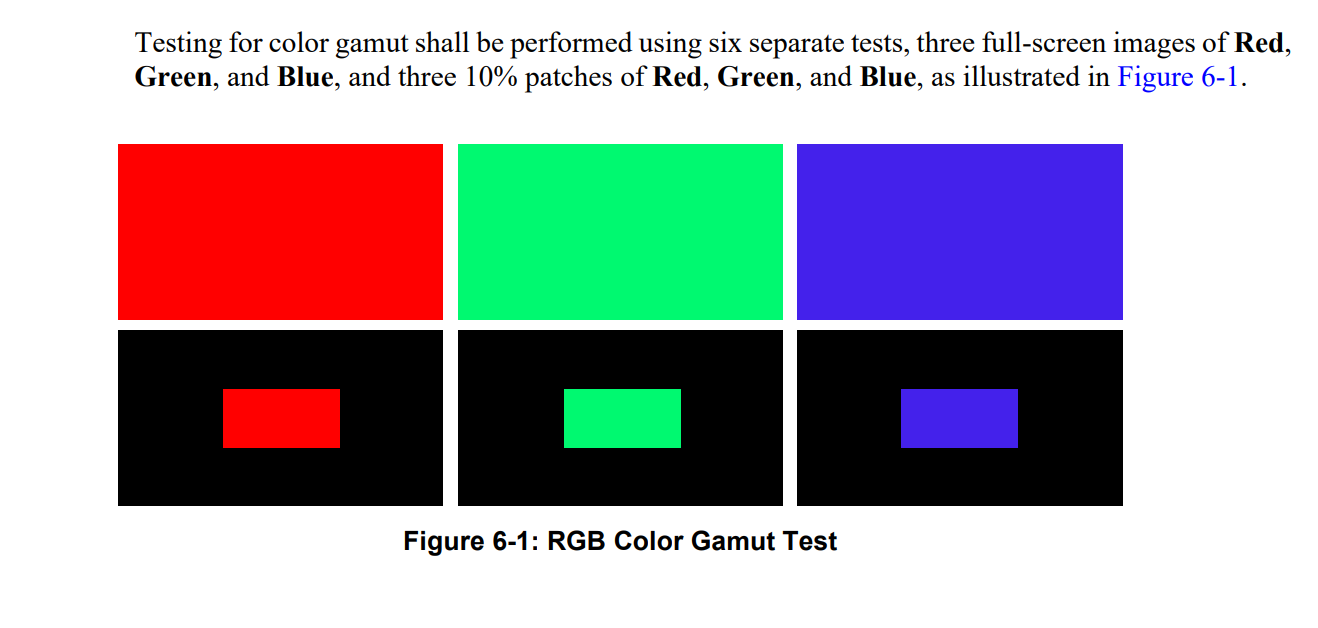 Testing for color gamut shall be performed using six separate tests, three full-screen images of Red,
Green, and Blue, and three 10% patches of Red, Green, and Blue, as illustrated in Figure 6-1.
Figure 6-1: RGB Color Gamut Test